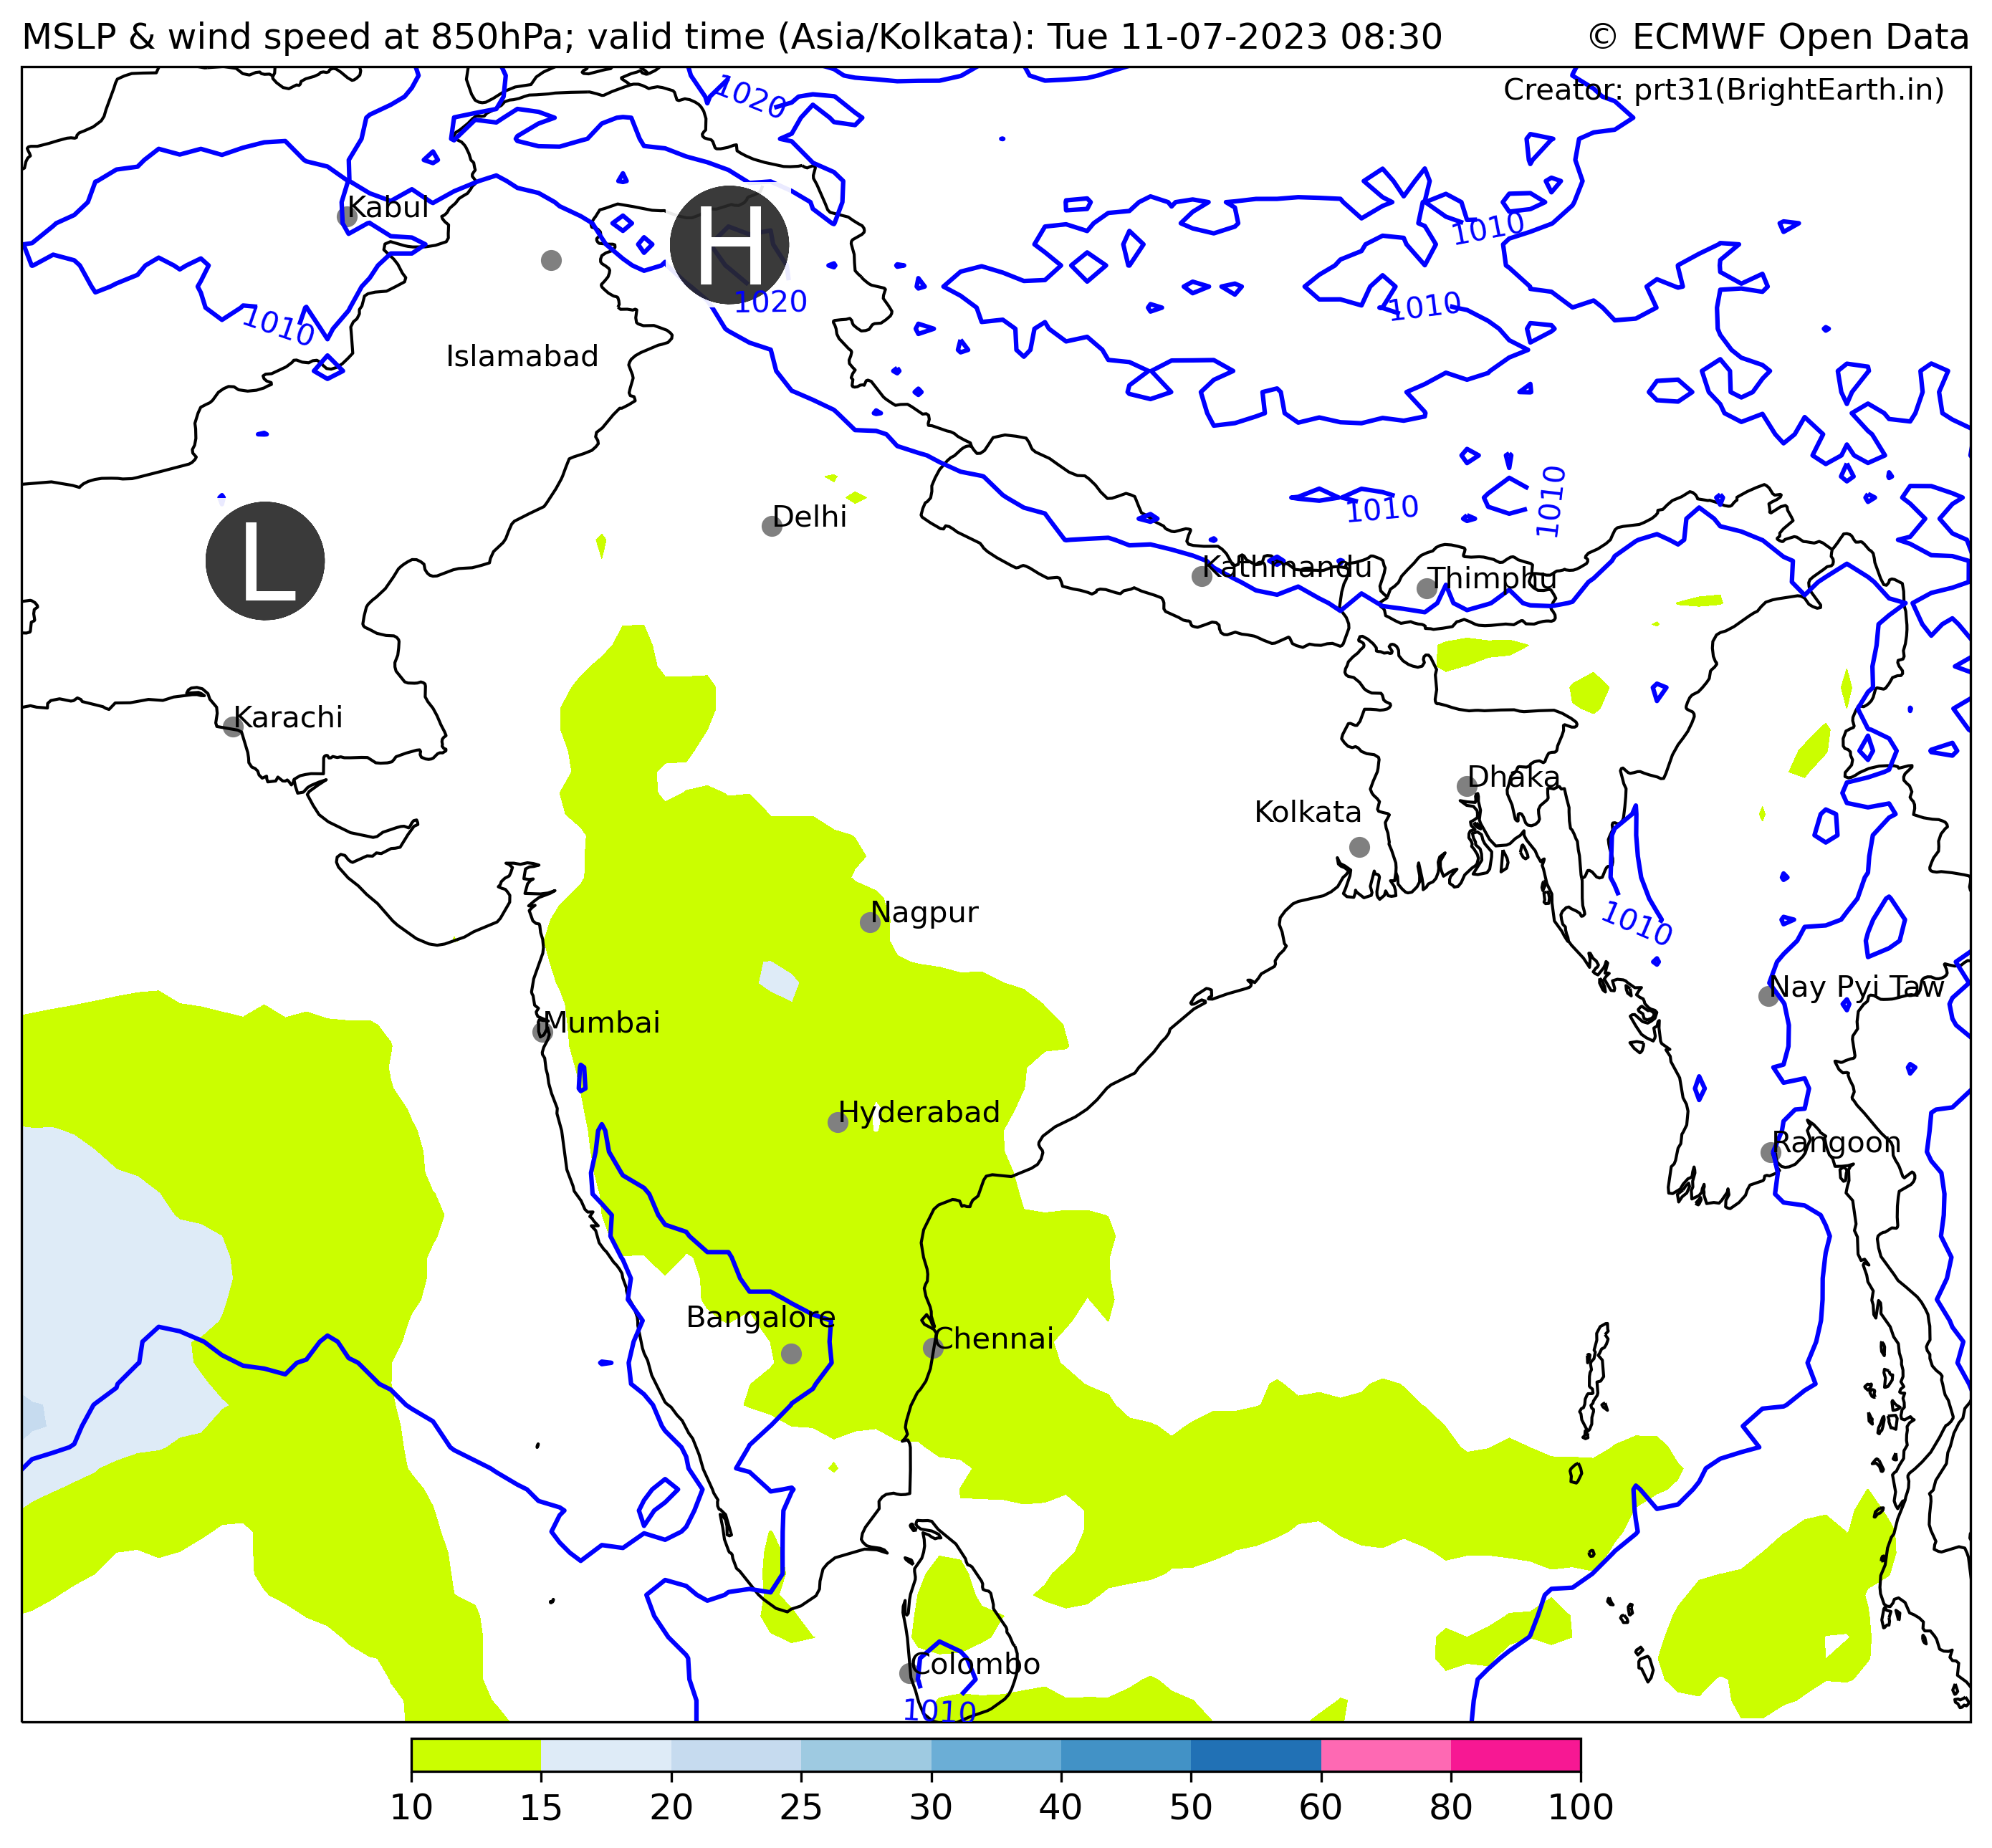 MSLP & wind speed at 850hPa; valid time (Asia/Kolkata): Tue 11-07-2023 08:30
© ECMWF Open Data
Creator: prt31(BrightEarth.in)
1020
Kabul
H
1010
1020
1010
1010
Islamabad
1010
1010
Delhi
L
Kathmandu
Thimphu
Karachi
Dhaka
Kolkata
Nagpur
1010
Nay Pyi Taw
Mumbai
Hyderabad
Rangoon
Bangalore
Chennai
Colombo
1010
10 15 20 25 30 40 50 60 80 100